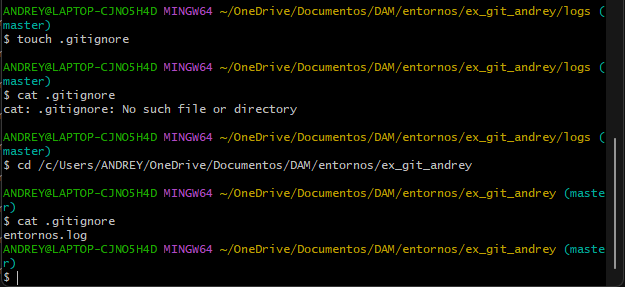 ANDREY@LAPTOP-CJNO5H4D MINGW64 ~/OneDrive/Documentos/DAM/entornos/ex_git_andrey/logs (
master)
$ touch .gitignore
ANDREY@LAPTOP-CJNO5H4D MINGW64 ~/OneDrive/Documentos/DAM/entornos/ex_git_andrey/logs (
master)
$ cat .gitignore
cat: .gitignore: No such file or directory
ANDREY@LAPTOP-CJNO5H4D MINGW64 ~/OneDrive/Documentos/DAM/entornos/ex_git_andrey/logs (
master)
$ cd /c/Users/ANDREY/OneDrive/Documentos/DAM/entornos/ex_git_andrey
ANDREY@LAPTOP-CJNO5H4D MINGW64 ~/OneDrive/Documentos/DAM/entornos/ex_git_andrey (maste
r)
$ cat .gitignore
entornos.log
ANDREY@LAPTOP-CJNO5H4D MINGW64 ~/OneDrive/Documentos/DAM/entornos/ex_git_andrey (maste
r)
$